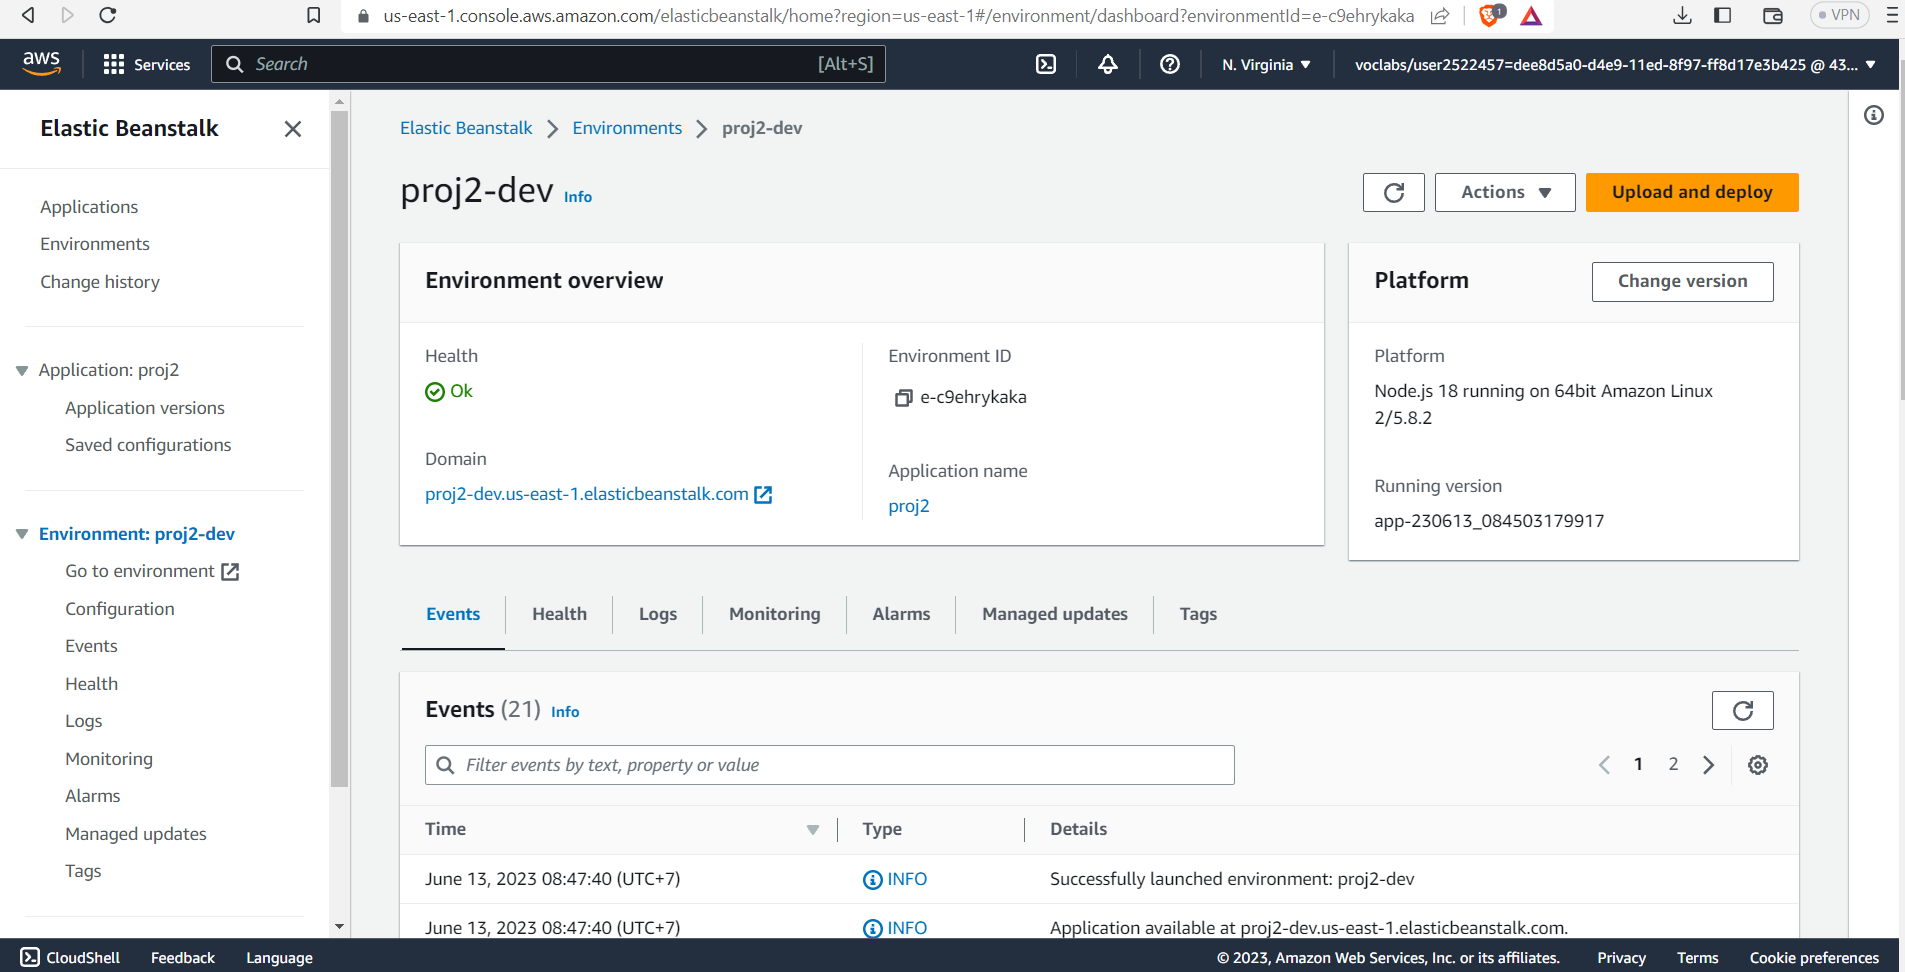 us-east-1.console.aws.amazon.com/elasticbeanstalk/home?region=us-east-1#/environment/dashboard?environmentId=e-c9ehrykaka
1
VPN
aws
Services
Search
[Alt+S]
N. Virginia
voclabs/user2522457=dee8d5a0-d4e9-11ed-8f97-ff8d17e3b425 @ 43...
Elastic Beanstalk
Applications
Environments
Change history
Application: proj2
Application versions
Saved configurations
Environment: proj2-dev
Go to environment
Configuration
Events
Health
Logs
Monitoring
Alarms
Managed updates
Tags
Elastic Beanstalk
Environments
proj2-dev
proj2-dev Info
Actions
Upload and deploy
Environment overview
Health
Ok
Domain
proj2-dev.us-east-1.elasticbeanstalk.com
Environment ID
e-c9ehrykaka
Application name
proj2
Platform
Change version
Platform
Node.js 18 running on 64bit Amazon Linux
2/5.8.2
Running version
app-230613_084503179917
Events
Health
Logs
Monitoring
Alarms
Managed updates
Tags
Events (21) Info
Filter events by text, property or value
1
2
Time
Type
Details
June 13, 2023 08:47:40 (UTC+7)
INFO
Successfully launched environment: proj2-dev
June 13, 2023 08:47:40 (UTC+7)
INFO
Application available at proj2-dev.us-east-1.elasticbeanstalk.com.
CloudShell
Feedback
Language
© 2023, Amazon Web Services, Inc. or its affiliates.
Privacy
Terms
Cookie preferences